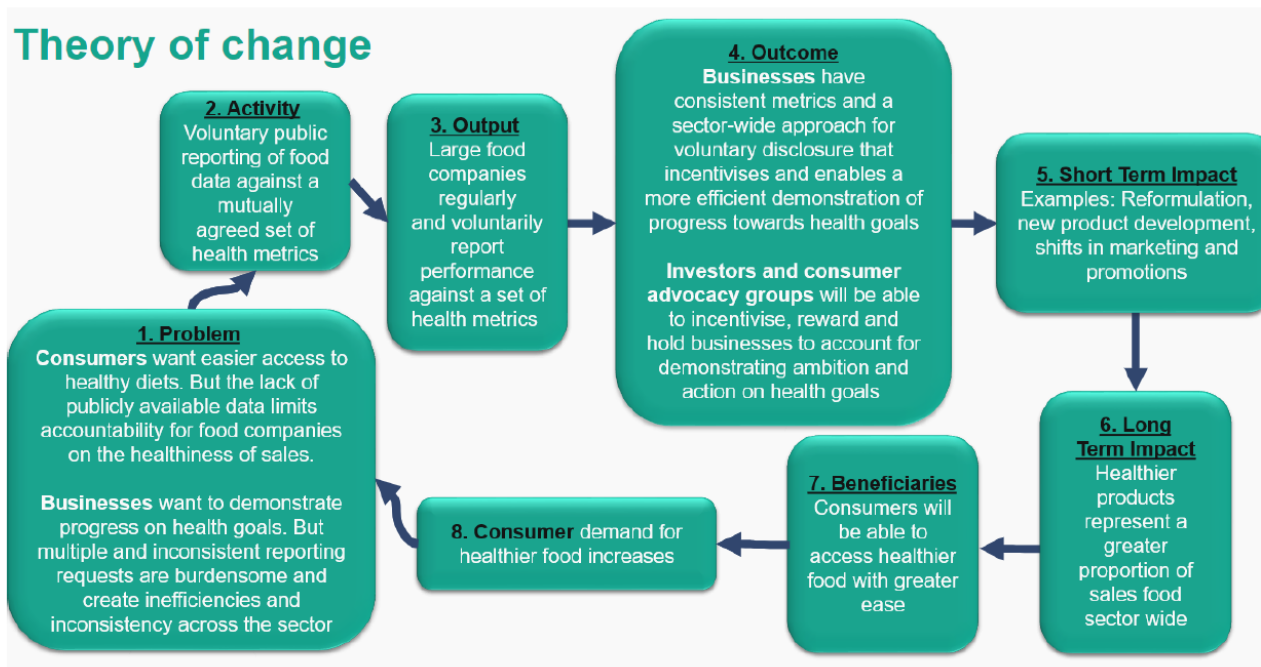 Theory of change
1. Problem
Consumers want easier access to
healthy diets. But the lack of
publicly available data limits
accountability for food companies
on the healthiness of sales.
Businesses want to demonstrate
progress on health goals. But
multiple and inconsistent reporting
requests are burdensome and
create inefficiencies and
inconsistency across the sector
2. Activity
Voluntary public
reporting of food
data against a
mutually
agreed set of
health metrics
3. Output
Large food
companies
regularly
and voluntarily
report
performance
against a set of
health metrics
4. Outcome
Businesses have
consistent metrics and a
sector-wide approach for
voluntary disclosure that
incentivises and enables a
more efficient demonstration of
progress towards health goals
Investors and consumer
advocacy groups will be able
to incentivise, reward and
hold businesses to account for
demonstrating ambition and
action on health goals
5. Short Term Impact
Examples: Reformulation,
new product development,
shifts in marketing and
promotions
6. Long
Term Impact
Healthier
products
represent a
greater
proportion of
sales food
sector wide
7. Beneficiaries
Consumers will
be able to
access healthier
food with greater
ease
8. Consumer demand for
healthier food increases